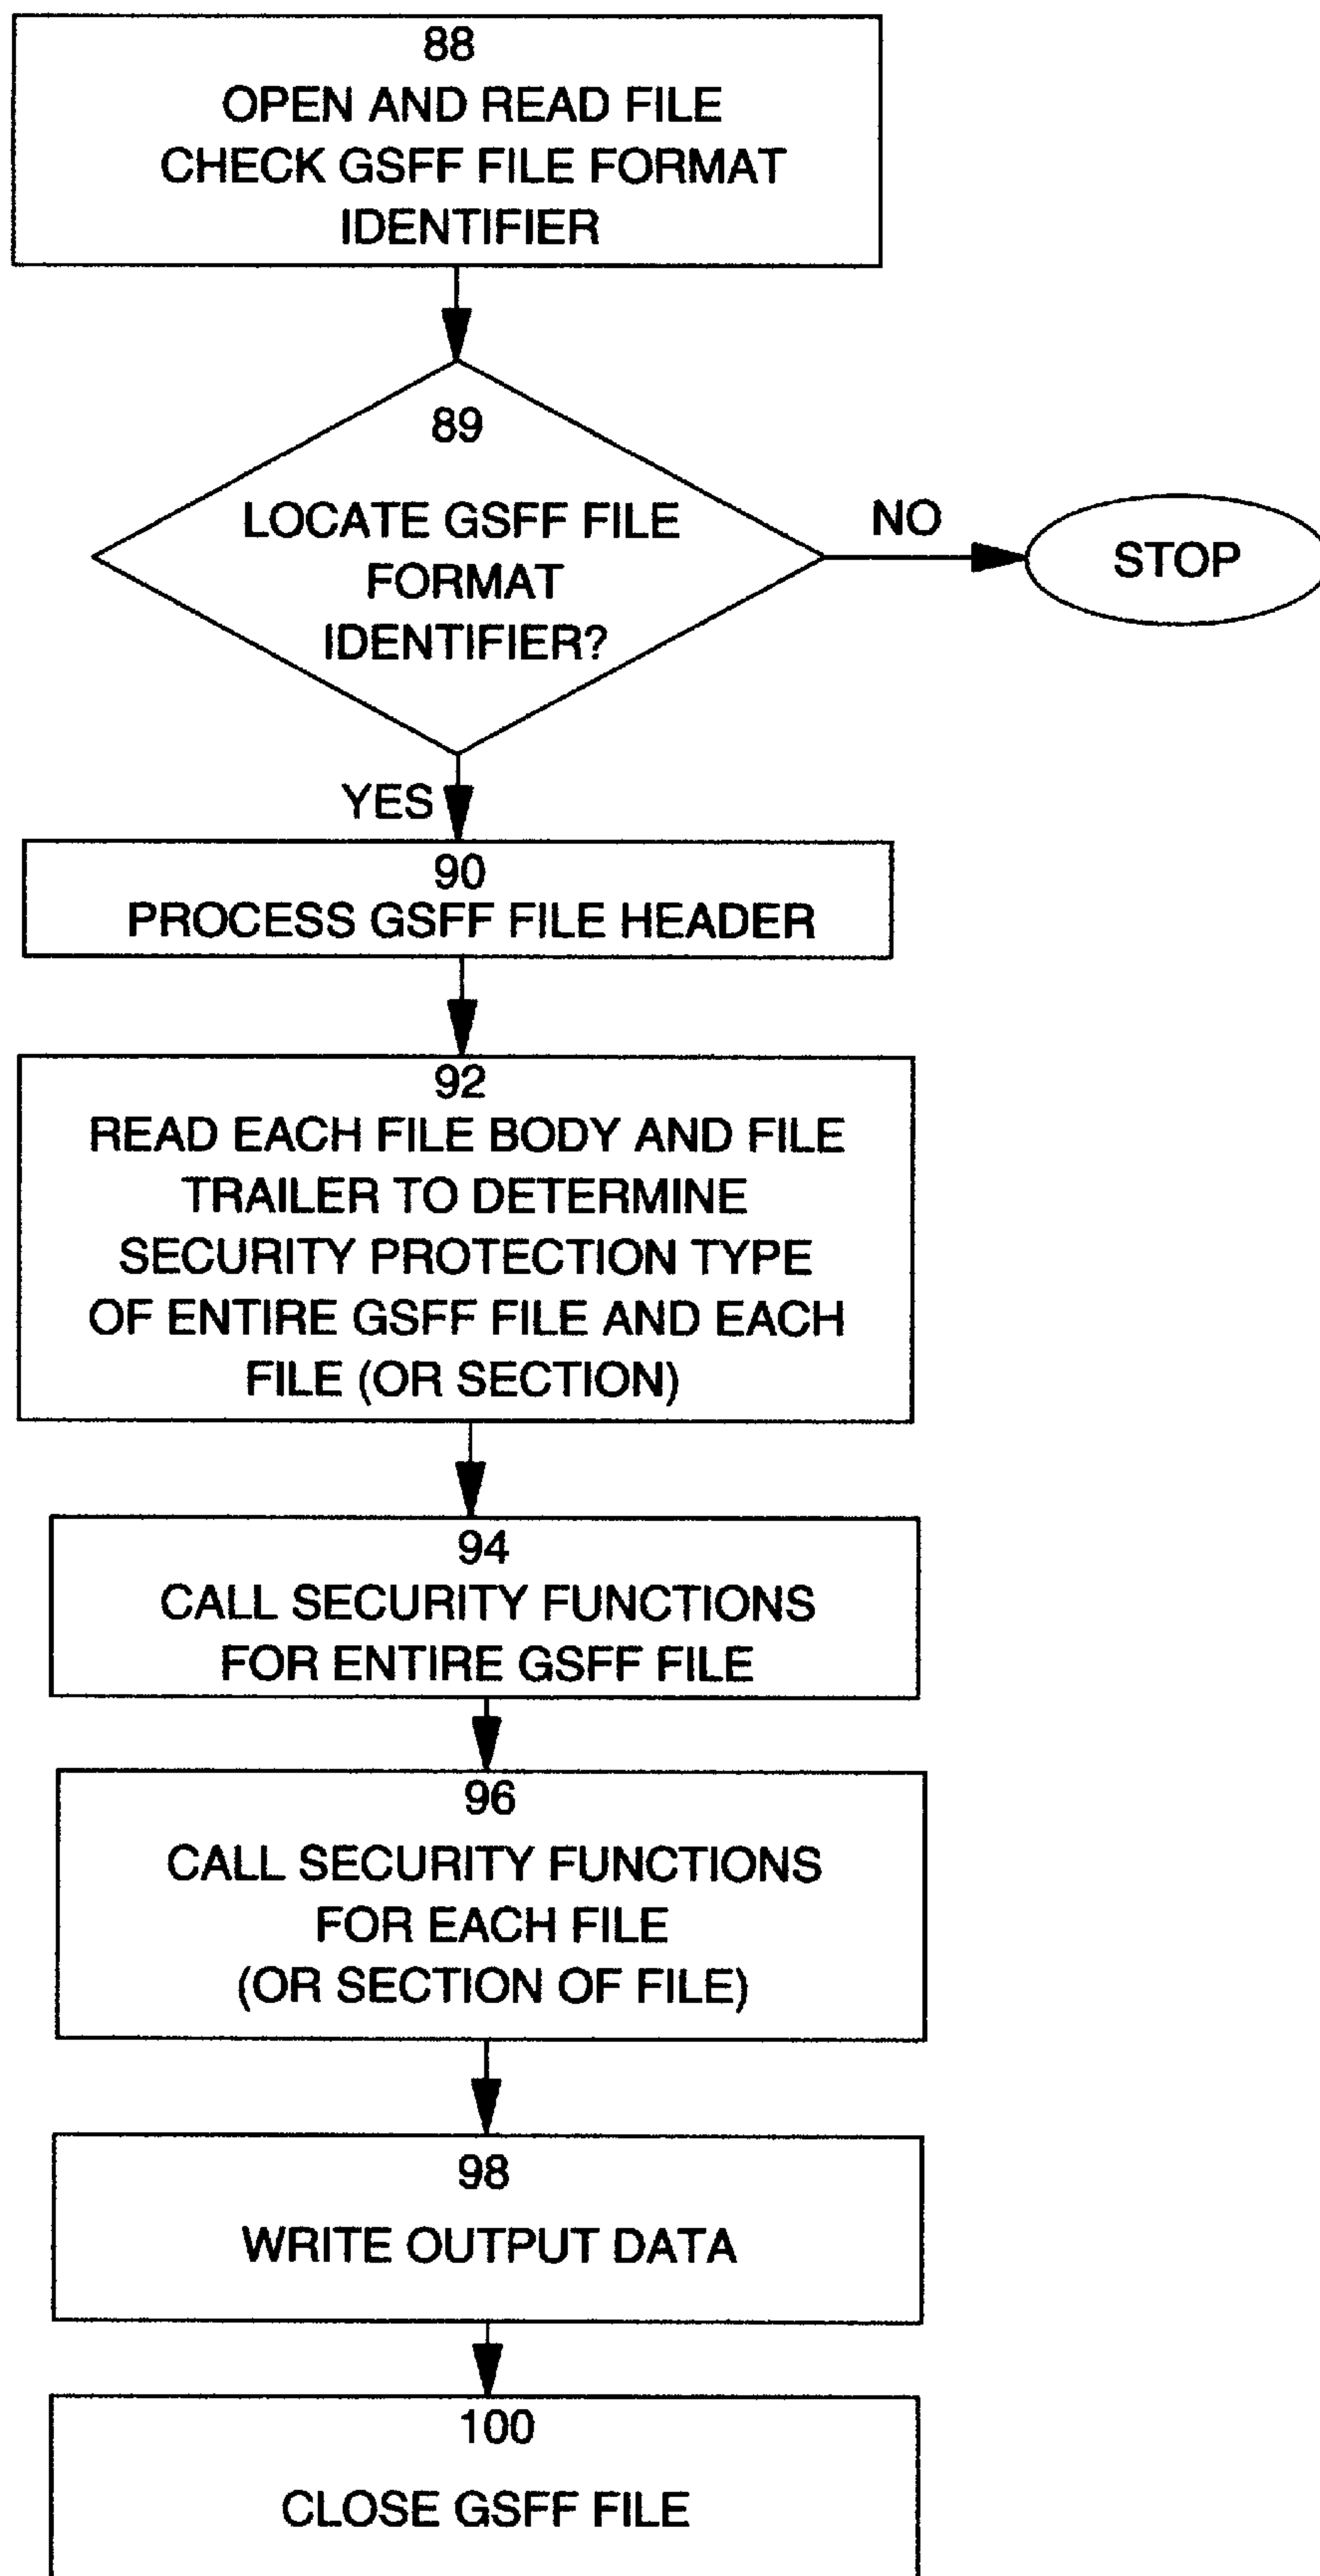 88
OPEN AND READ FILE
CHECK GSFF FILE FORMAT
IDENTIFIER
89
LOCATE GSFF FILE
FORMAT
IDENTIFIER?
NO
STOP
YES
90
PROCESS GSFF FILE HEADER
92
READ EACH FILE BODY AND FILE
TRAILER TO DETERMINE
SECURITY PROTECTION TYPE
OF ENTIRE GSFF FILE AND EACH
FILE (OR SECTION)
94
CALL SECURITY FUNCTIONS
FOR ENTIRE GSFF FILE
96
CALL SECURITY FUNCTIONS
FOR EACH FILE
(OR SECTION OF FILE)
98
WRITE OUTPUT DATA
100
CLOSE GSFF FILE